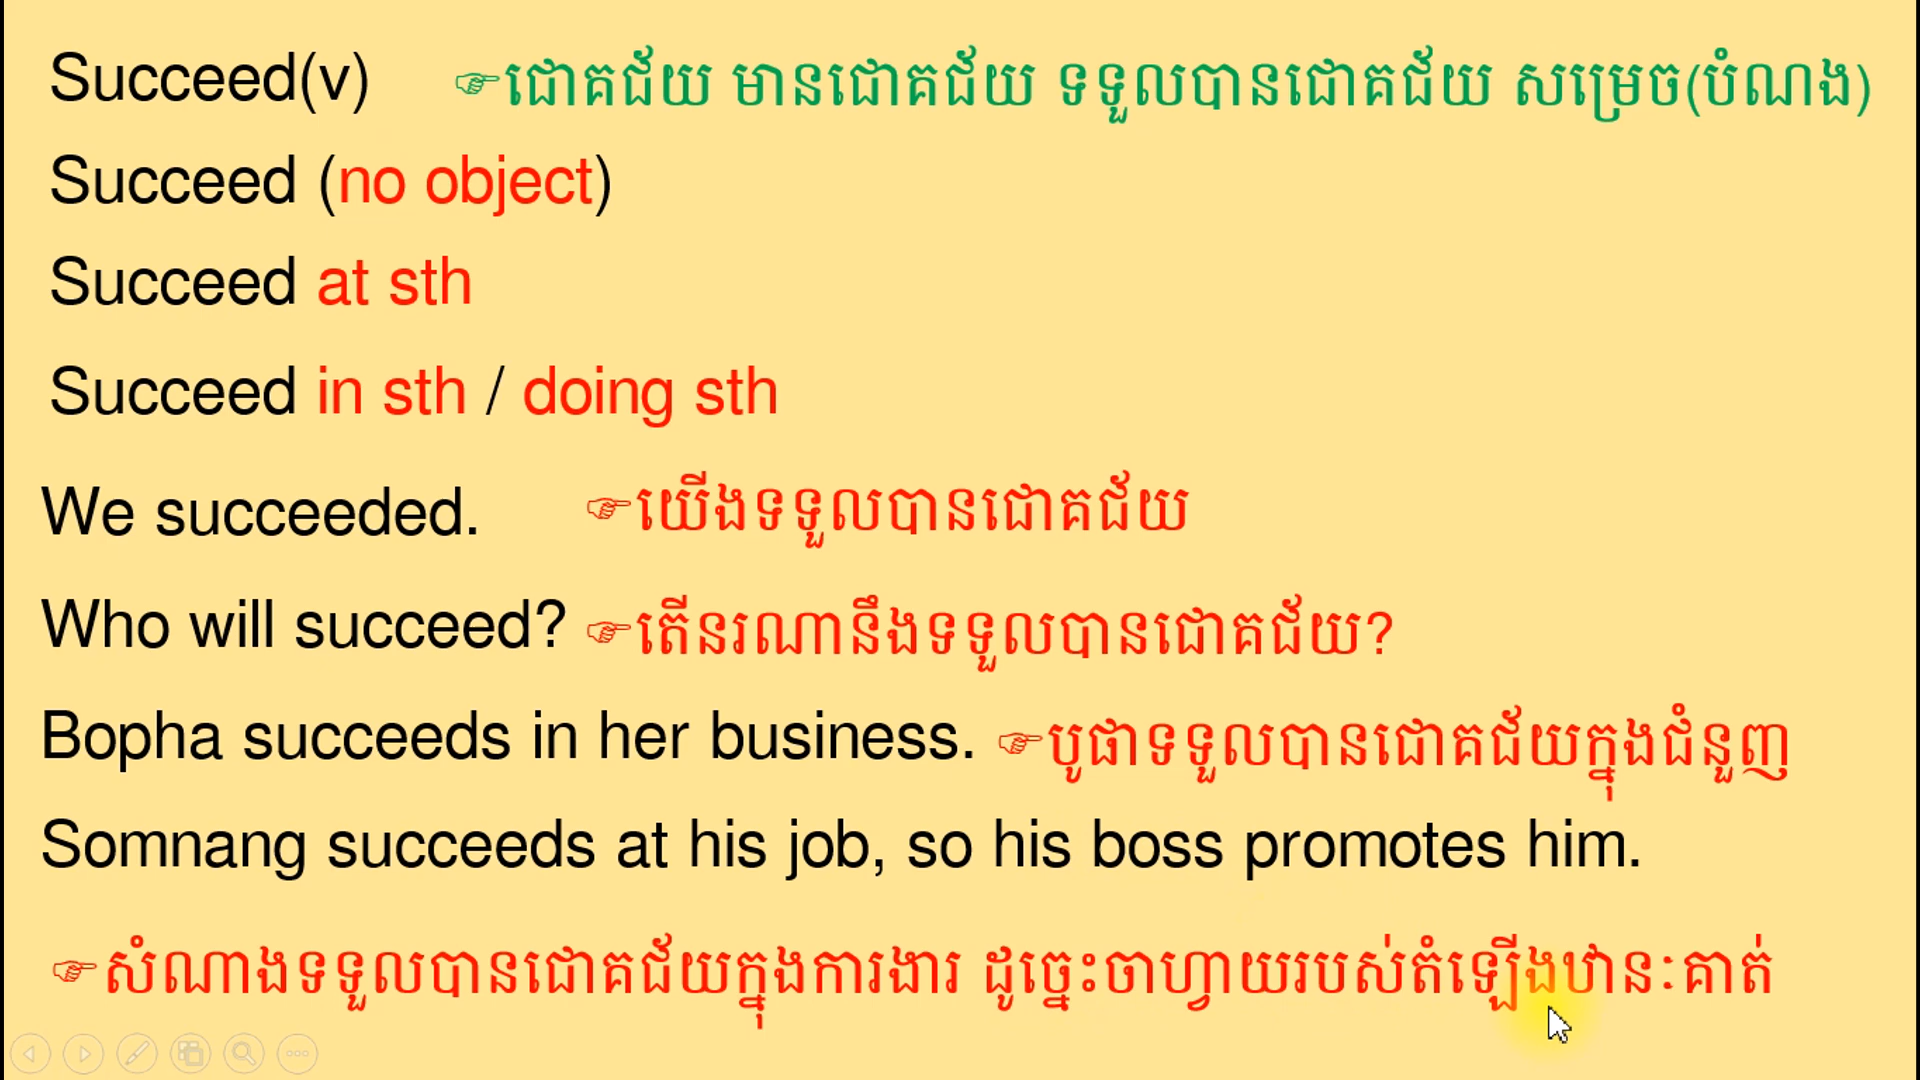 Succeed(v) ☞ជោគជ័យ មានជោគជ័យ ទទួលបានជោគជ័យ សម្រេច(បំណង)
Succeed (no object)
Succeed at sth
Succeed in sth / doing sth
We succeeded. ☞យើងទទួលបានជោគជ័យ
Who will succeed? ☞តើនរណានឹងទទួលបានជោគជ័យ?
Bopha succeeds in her business. ☞បូផាទទួលបានជោគជ័យក្នុងជំនួញ
Somnang succeeds at his job, so his boss promotes him.
☞សំណាងទទួលបានជោគជ័យក្នុងការងារ ដូច្នេះចាហ្វាយរបស់តំឡើងឋានៈគាត់